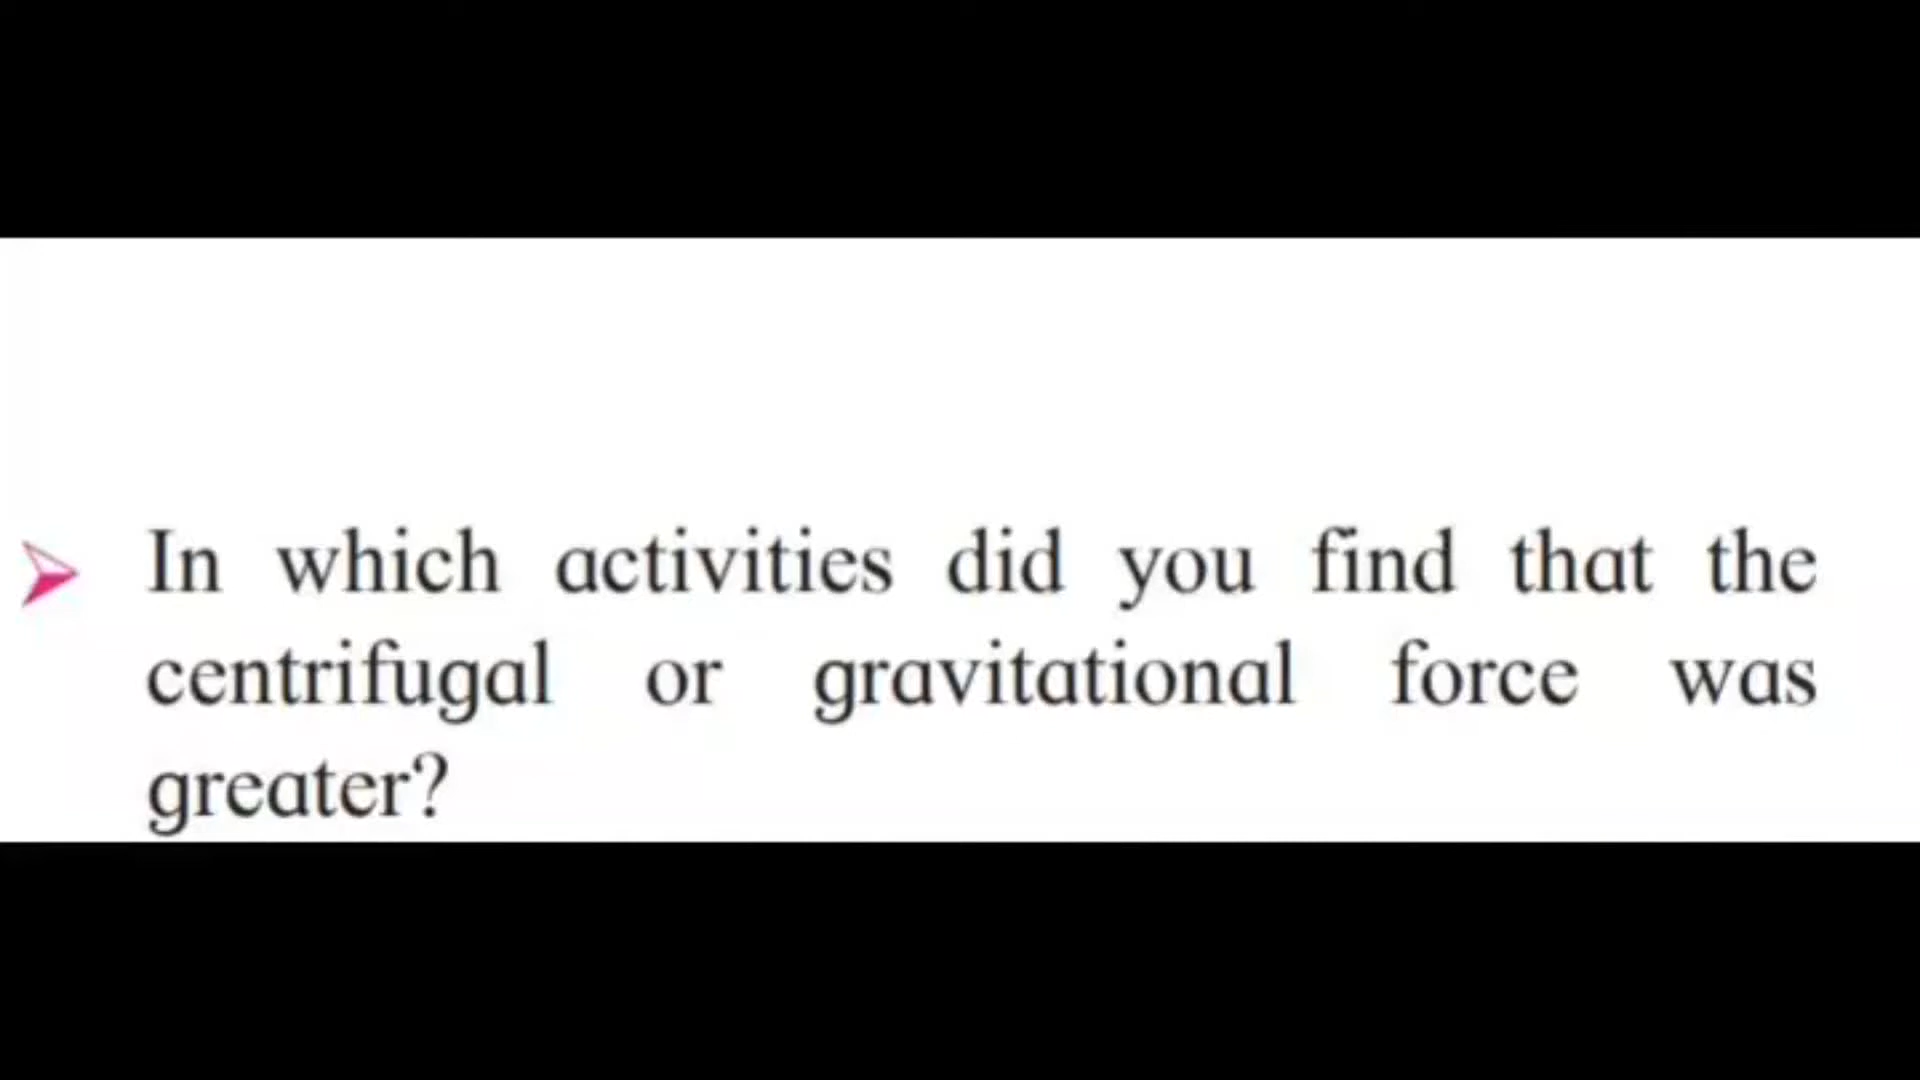 In which activities did you find that the
centrifugal or gravitational force was
greater?